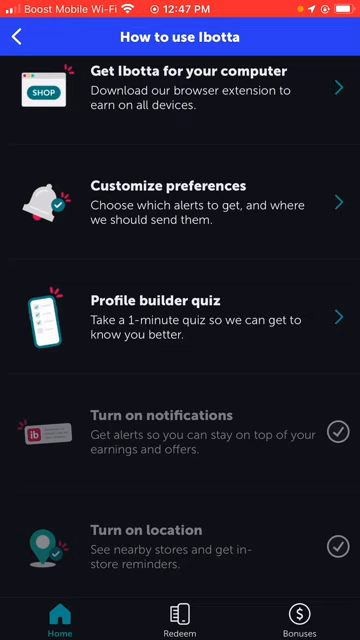 Boost Mobile Wi-Fi 12:47 PM
How to use Ibotta
Get Ibotta for your computer
Download our browser extension to
earn on all devices.
SHOP
Customize preferences
Choose which alerts to get, and where
we should send them.
Profile builder quiz
Take a 1-minute quiz so we can get to
know you better.
Turn on notifications
Get alerts so you can stay on top of your
earnings and offers.
ib
Turn on location
See nearby stores and get in-
store reminders.
Home Redeem Bonuses